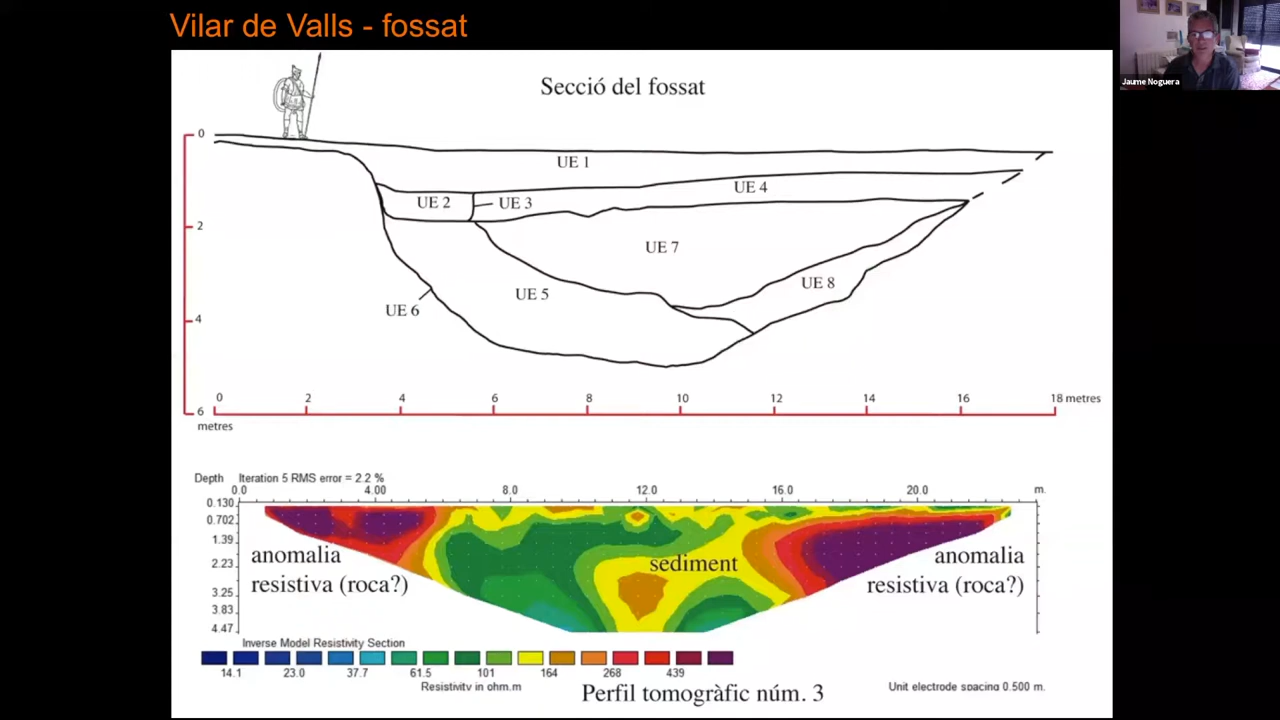 Vilar de Valls - fossat
Jaume Noguera
Secció del fossat
0
UE 1
UE 4
UE 2
UE 3
2
UE 7
UE 8
UE 5
UE 6
4
0 2 4 6 8 10 12 14 16 18 metres
6
metres
Depth Iteration 5 RMS error = 2.2 %
0.0 4.00 8.0 12.0 16.0 20.0 m.
0.130
0.702
1.39
2.23
3.25
3.83
4.47
anomalia
resistiva (roca?)
sediment
anomalia
resistiva (roca?)
Inverse Model Resistivity Section
14.1 23.0 37.7 61.5 101 164 268 439
Resistivity in ohm.m
Perfil tomogràfic núm. 3
Unit electrode spacing 0.500 m.